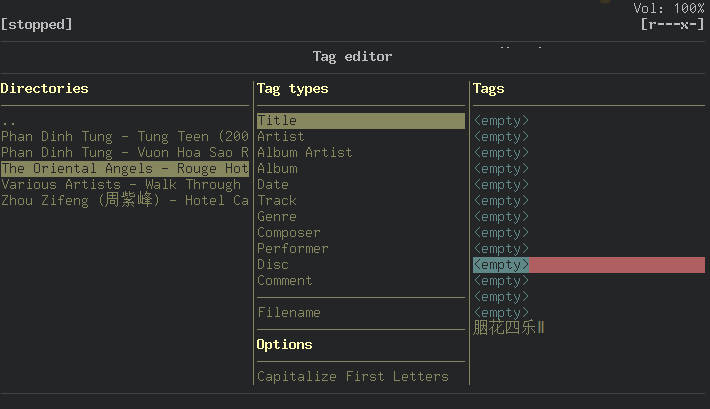 Vol: 100%
[stopped]
[r---x-]
Tag editor
Directories
..
Phan Dinh Tung - Tung Teen (200
Phan Dinh Tung - Vuon Hoa Sao R
The Oriental Angels - Rouge Hot
Various Artists - Walk Through
Zhou Zifeng (周紫峰) - Hotel Ca
Tag types
Title
Artist
Album Artist
Album
Date
Track
Genre
Composer
Performer
Disc
Comment
Filename
Options
Capitalize First Letters
Tags
<empty>
<empty>
<empty>
<empty>
<empty>
<empty>
<empty>
<empty>
<empty>
<empty>
<empty>
<empty>
<empty>
胭花四乐